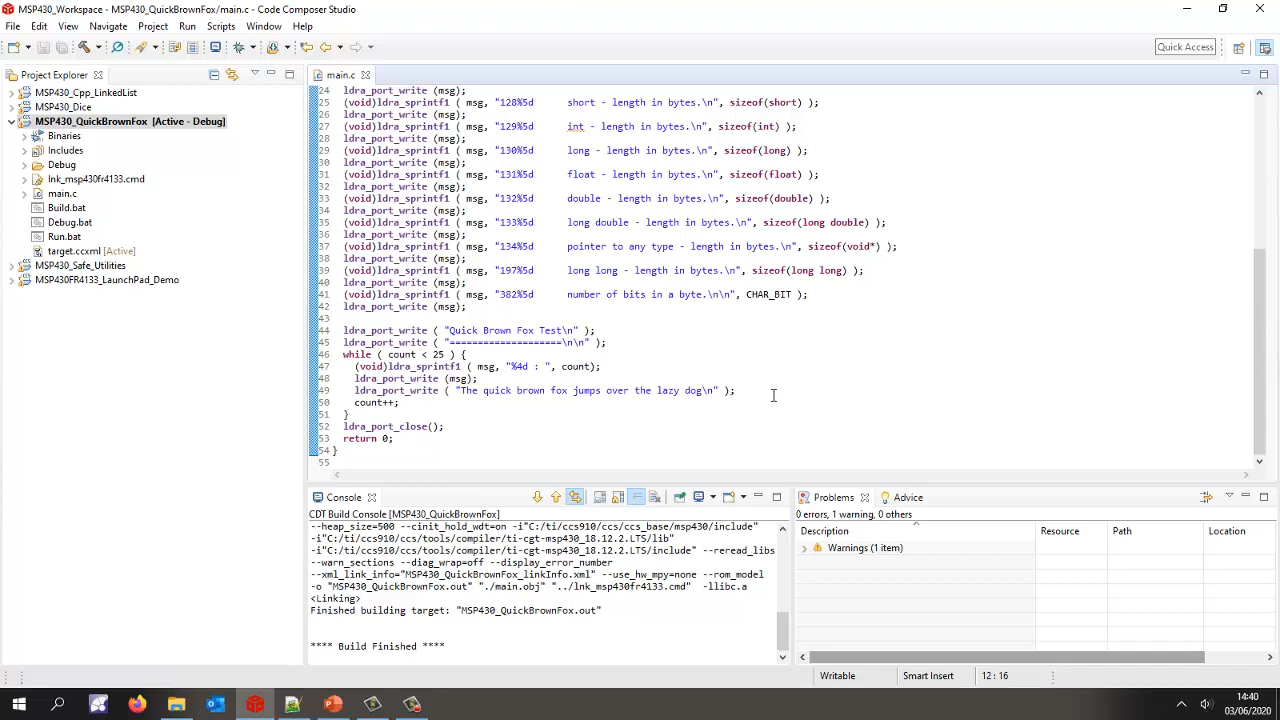 MSP430_Workspace - MSP430_QuickBrownFox/main.c - Code Composer Studio
File Edit View Navigate Project Run Scripts Window Help
Quick Access
Project Explorer
main.c
MSP430_Cpp_LinkedList
MSP430_Dice
MSP430_QuickBrownFox [Active - Debug]
Binaries
Includes
Debug
lnk_msp430fr4133.cmd
main.c
Build.bat
Debug.bat
Run.bat
target.ccxml [Active]
MSP430_Safe_Utilities
MSP430FR4133_LaunchPad_Demo
24 ldra_port_write (msg);
25 (void)ldra_sprintf1 ( msg, "128%5d      short - length in bytes.\n", sizeof(short) );
26 ldra_port_write (msg);
27 (void)ldra_sprintf1 ( msg, "129%5d      int - length in bytes.\n", sizeof(int) );
28 ldra_port_write (msg);
29 (void)ldra_sprintf1 ( msg, "130%5d      long - length in bytes.\n", sizeof(long) );
30 ldra_port_write (msg);
31 (void)ldra_sprintf1 ( msg, "131%5d      float - length in bytes.\n", sizeof(float) );
32 ldra_port_write (msg);
33 (void)ldra_sprintf1 ( msg, "132%5d      double - length in bytes.\n", sizeof(double) );
34 ldra_port_write (msg);
35 (void)ldra_sprintf1 ( msg, "133%5d      long double - length in bytes.\n", sizeof(long double) );
36 ldra_port_write (msg);
37 (void)ldra_sprintf1 ( msg, "134%5d      pointer to any type - length in bytes.\n", sizeof(void*) );
38 ldra_port_write (msg);
39 (void)ldra_sprintf1 ( msg, "197%5d      long long - length in bytes.\n", sizeof(long long) );
40 ldra_port_write (msg);
41 (void)ldra_sprintf1 ( msg, "382%5d      number of bits in a byte.\n\n", CHAR_BIT );
42 ldra_port_write (msg);
43
44 ldra_port_write ( "Quick Brown Fox Test\n" );
45 ldra_port_write ( "====================\n\n" );
46 while ( count < 25 ) {
47   (void)ldra_sprintf1 ( msg, "%4d : ", count);
48   ldra_port_write (msg);
49   ldra_port_write ( "The quick brown fox jumps over the lazy dog\n" );
50   count++;
51 }
52 ldra_port_close();
53 return 0;
54 }
55
Console
CDT Build Console [MSP430_QuickBrownFox]
--heap_size=500 --cinit_hold_wdt=on -i"C:/ti/ccs910/ccs/ccs_base/msp430/include"
-i"C:/ti/ccs910/ccs/tools/compiler/ti-cgt-msp430_18.12.2.LTS/lib"
-i"C:/ti/ccs910/ccs/tools/compiler/ti-cgt-msp430_18.12.2.LTS/include" --reread_libs
--warn_sections --diag_wrap=off --display_error_number
--xml_link_info="MSP430_QuickBrownFox_linkInfo.xml" --use_hw_mpy=none --rom_model
-o "MSP430_QuickBrownFox.out" "./main.obj" "../lnk_msp430fr4133.cmd"  -llibc.a
<Linking>
Finished building target: "MSP430_QuickBrownFox.out"
**** Build Finished ****
Problems Advice
0 errors, 1 warning, 0 others
Description Resource Path Location
Warnings (1 item)
Writable Smart Insert 12 : 16
14:40
03/06/2020